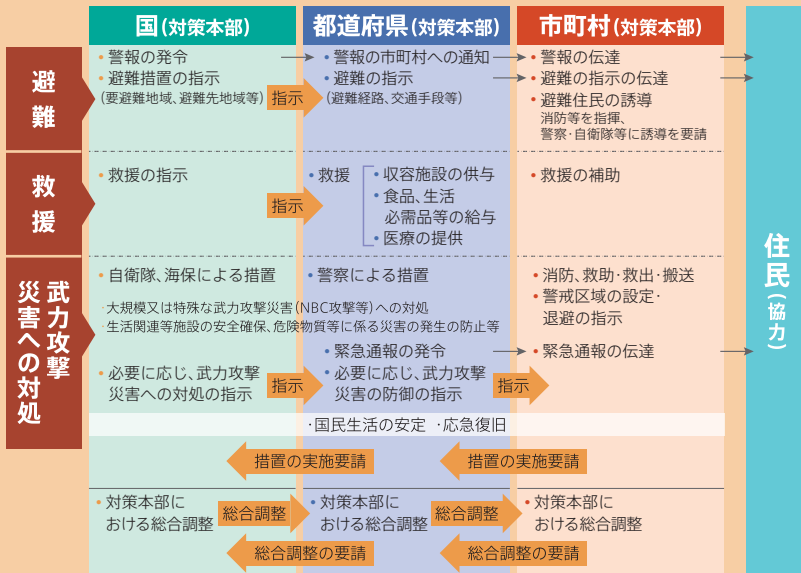 国(対策本部)
都道府県(対策本部)
市町村(対策本部)
避難
・警報の発令
・避難措置の指示
(要避難地域、避難先地域等)
指示
・警報の市町村への通知
・避難の指示
(避難経路、交通手段等)
・警報の伝達
・避難の指示の伝達
・避難住民の誘導
消防等を指揮、
警察・自衛隊等に誘導を要請
救援
・救援の指示
指示
・救援
・収容施設の供与
・食品、生活
必需品等の給与
・医療の提供
・救援の補助
武力攻撃
災害への対処
・自衛隊、海保による措置
・警察による措置
・大規模又は特殊な武力攻撃災害(NBC攻撃等)への対処
・生活関連等施設の安全確保、危険物質等に係る災害の発生の防止等
・消防、救助・救出・搬送
・警戒区域の設定・
退避の指示
・緊急通報の発令
・緊急通報の伝達
・必要に応じ、武力攻撃
災害への対処の指示
指示
・必要に応じ、武力攻撃
災害の防御の指示
指示
・国民生活の安定 ・応急復旧
措置の実施要請
措置の実施要請
・対策本部に
おける総合調整
総合調整
・対策本部に
おける総合調整
総合調整
・対策本部に
おける総合調整
総合調整の要請
総合調整の要請
住民(協力)